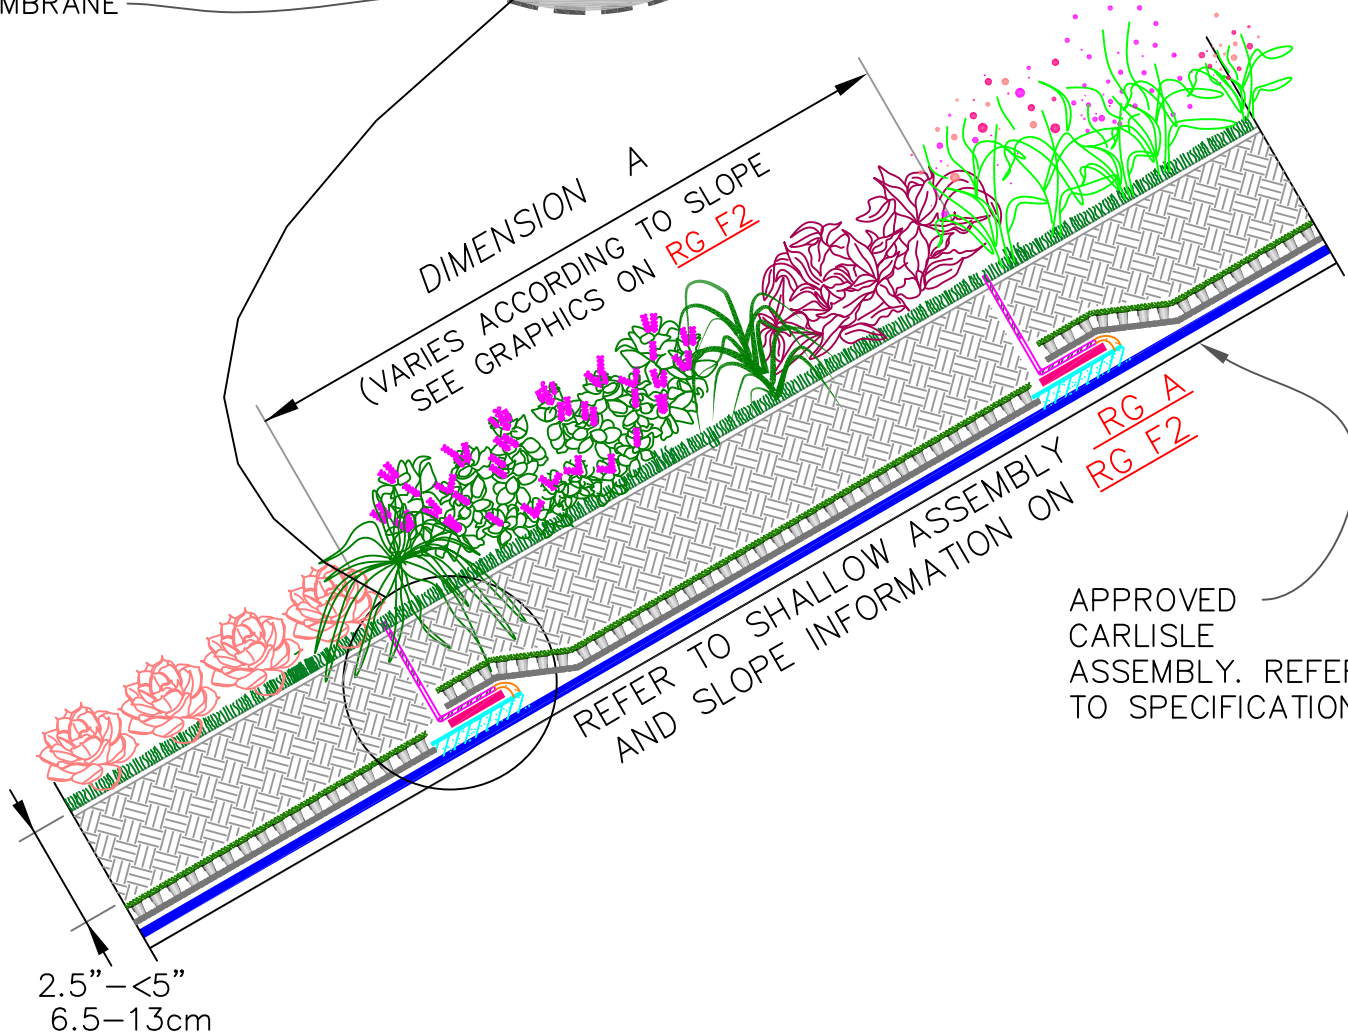 MBRANE
DIMENSION A
(VARIES ACCORDING TO SLOPE
SEE GRAPHICS ON RG F2
REFER TO SHALLOW ASSEMBLY RG A
AND SLOPE INFORMATION ON RG F2
APPROVED
CARLISLE
ASSEMBLY. REFER
TO SPECIFICATION
2.5"-<5"
6.5-13cm